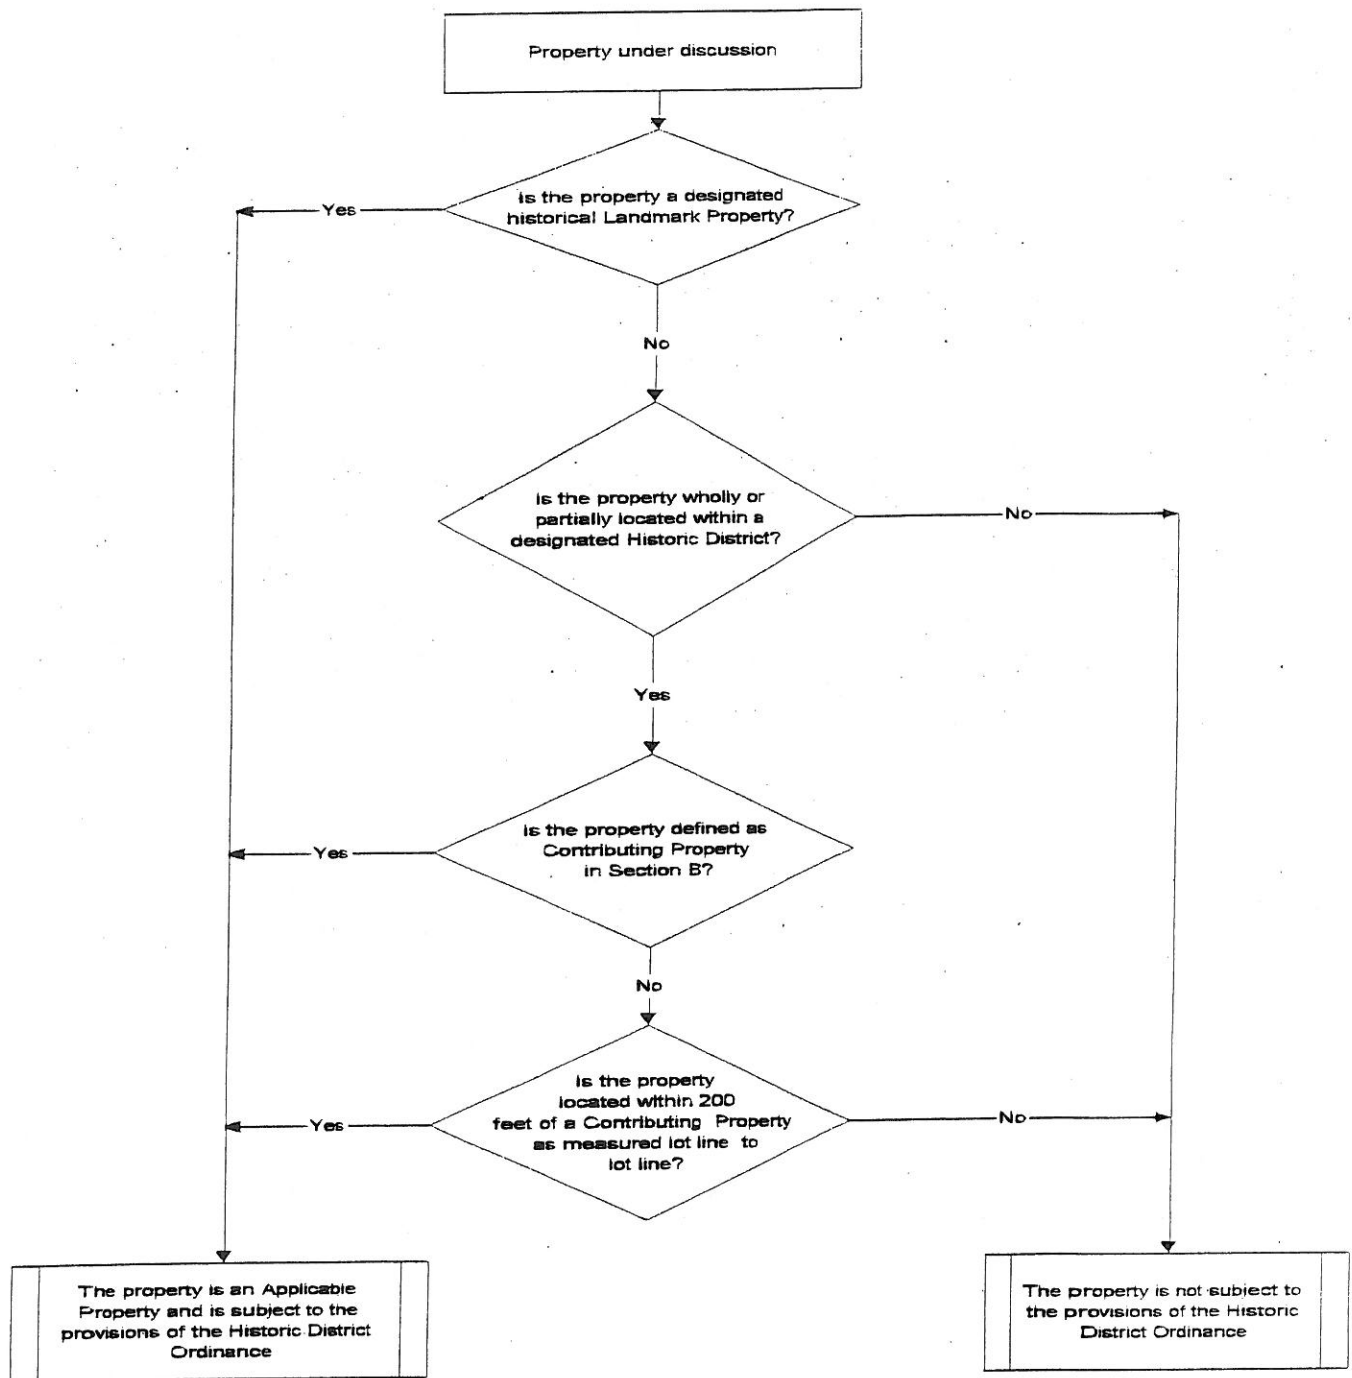 Property under discussion
Is the property a designated
historical Landmark Property?
Yes
No
Is the property wholly or
partially located within a
designated Historic District?
No
Yes
Is the property defined as
Contributing Property
in Section B?
Yes
No
Is the property
located within 200
feet of a Contributing Property
as measured lot line to
lot line?
Yes
No
The property is an Applicable
Property and is subject to the
provisions of the Historic District
Ordinance
The property is not subject to
the provisions of the Historic
District Ordinance